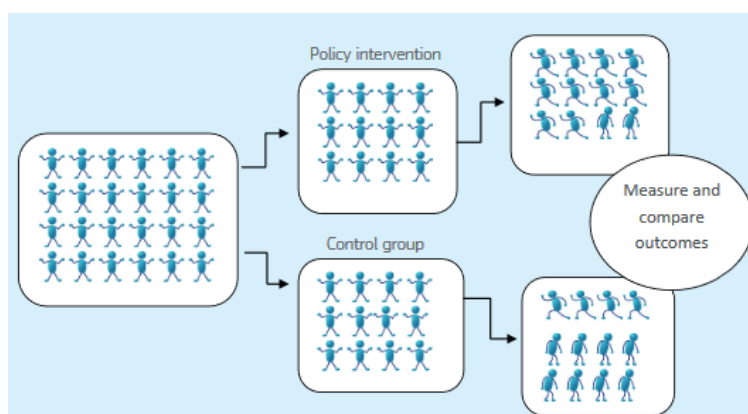 Policy intervention
Control group
Measure and
compare
outcomes